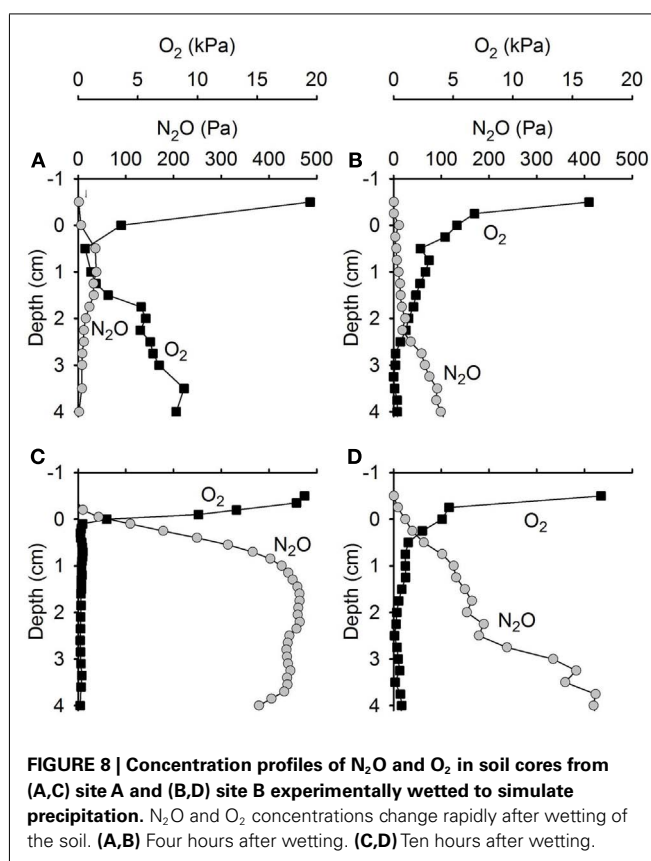 O₂ (kPa)
0 5 10 15 20
N₂O (Pa)
0 100 200 300 400 500
A
-1
0
1
2
3
4
Depth (cm)
N₂O
O₂
O₂ (kPa)
0 5 10 15 20
N₂O (Pa)
0 100 200 300 400 500
B
-1
0
1
2
3
4
Depth (cm)
O₂
N₂O
C
-1
0
1
2
3
4
Depth (cm)
O₂
N₂O
D
-1
0
1
2
3
4
Depth (cm)
O₂
N₂O
FIGURE 8 | Concentration profiles of N₂O and O₂ in soil cores from
(A,C) site A and (B,D) site B experimentally wetted to simulate
precipitation. N₂O and O₂ concentrations change rapidly after wetting of
the soil. (A,B) Four hours after wetting. (C,D) Ten hours after wetting.